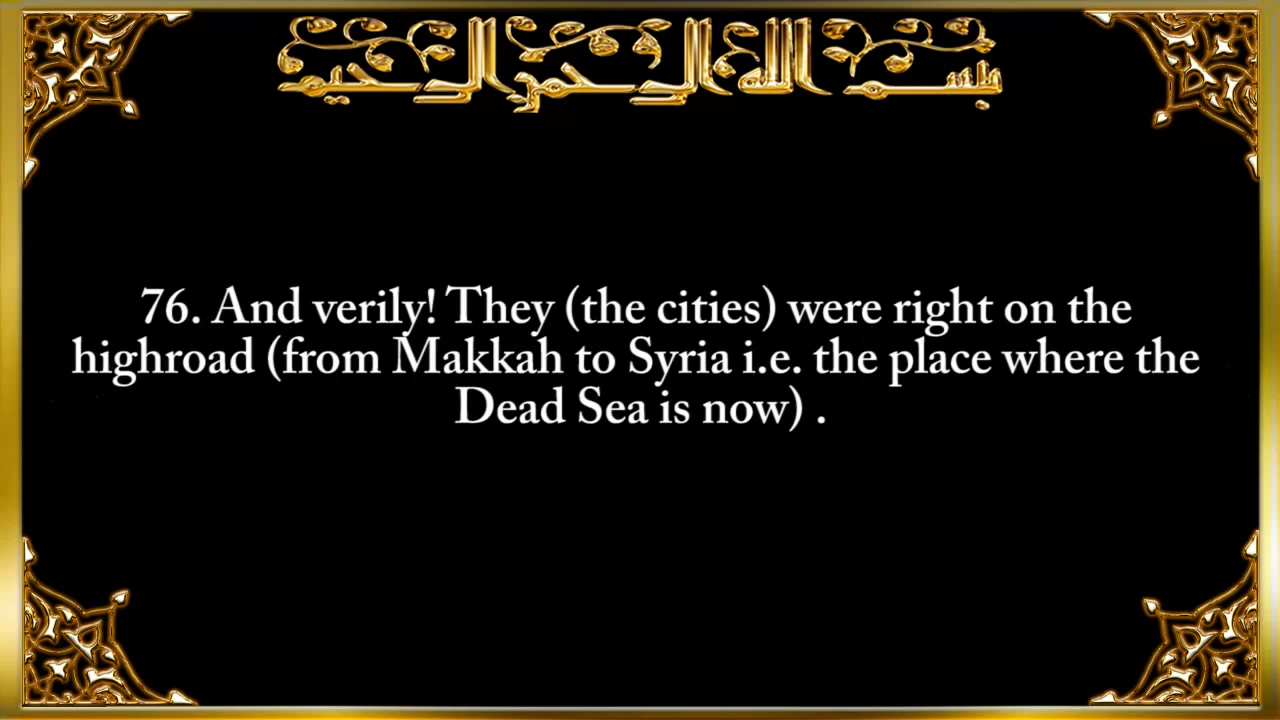 بسم الله الرحمن الرحيم
76. And verily! They (the cities) were right on the
highroad (from Makkah to Syria i.e. the place where the
Dead Sea is now) .